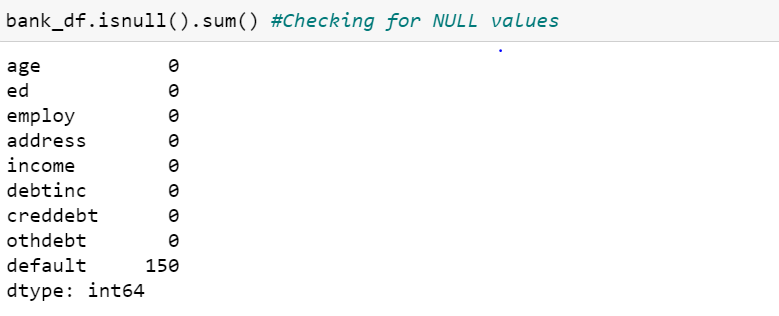 bank_df.isnull().sum() #Checking for NULL values
age 0
ed 0
employ 0
address 0
income 0
debtinc 0
creddebt 0
othdebt 0
default 150
dtype: int64